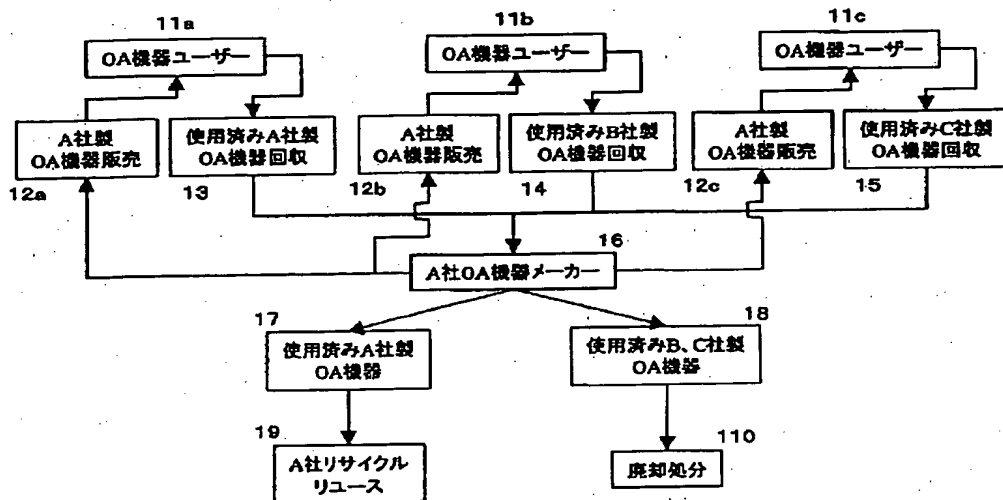 11a
11b
11c
OA機器ユーザー
OA機器ユーザー
OA機器ユーザー
A社製
OA機器販売
使用済みA社製
OA機器回収
A社製
OA機器販売
使用済みB社製
OA機器回収
A社製
OA機器販売
使用済みC社製
OA機器回収
12a
13
12b
14
12c
15
16
A社OA機器メーカー
17
使用済みA社製
OA機器
18
使用済みB、C社製
OA機器
19
A社リサイクル
リユース
110
廃却処分